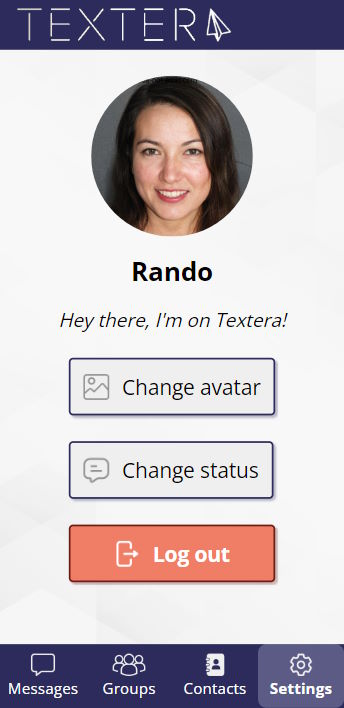 TEXTERA
Rando
Hey there, I'm on Textera!
Change avatar
Change status
Log out
Messages
Groups
Contacts
Settings